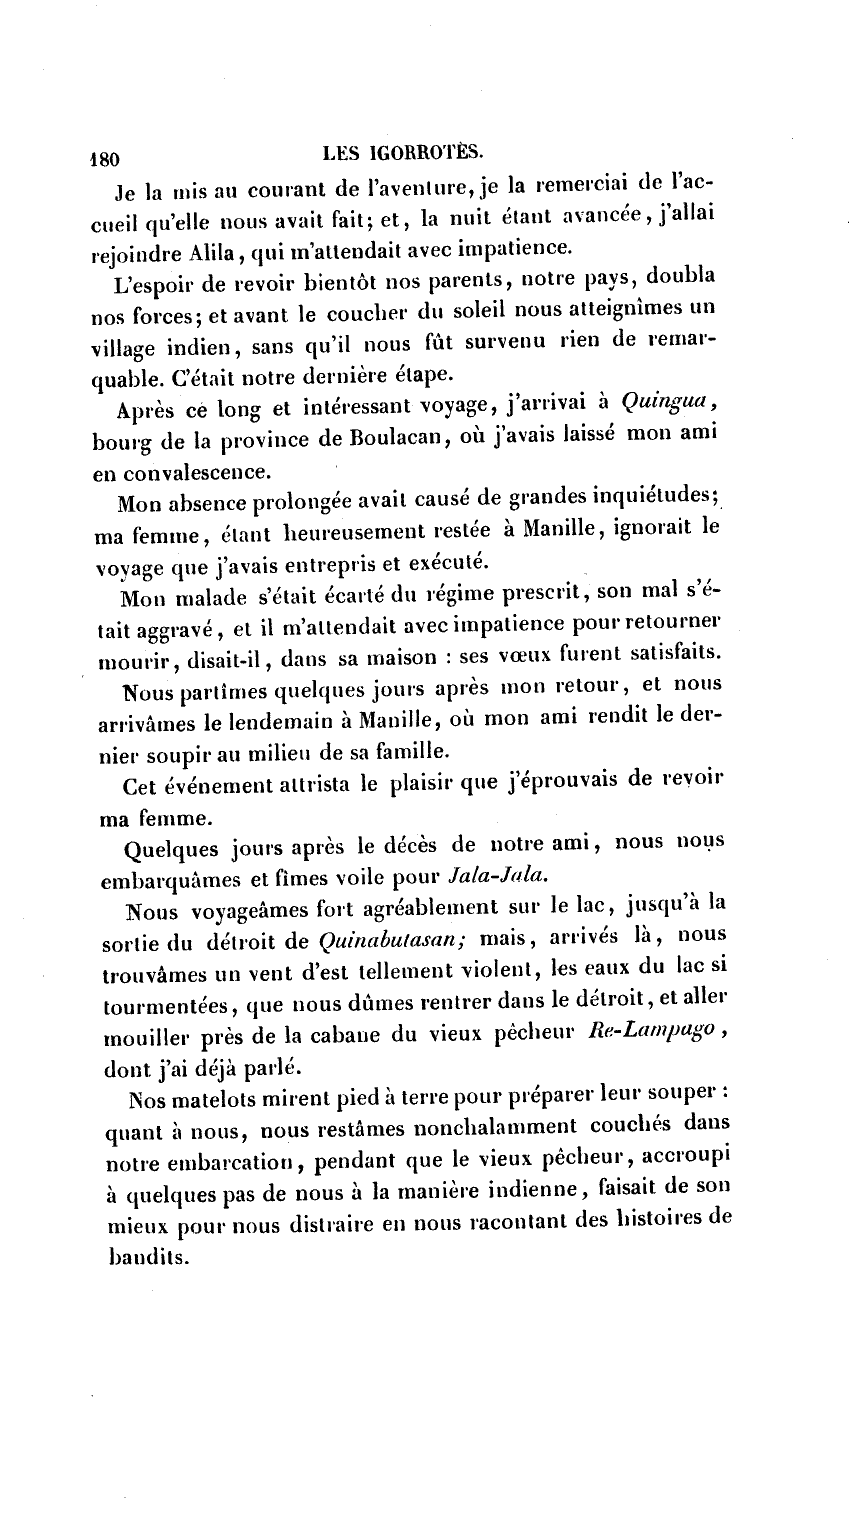 180 LES IGORROTÈS.
Je la mis au courant de l'aventure, je la remerciai de l'ac-
cueil qu'elle nous avait fait; et, la nuit étant avancée, j'allai
rejoindre Alila, qui m'attendait avec impatience.
L'espoir de revoir bientôt nos parents, notre pays, doubla
nos forces; et avant le coucher du soleil nous atteignîmes un
village indien, sans qu'il nous fût survenu rien de remar-
quable. C'était notre dernière étape.
Après ce long et intéressant voyage, j'arrivai à Quingua,
bourg de la province de Boulacan, où j'avais laissé mon ami
en convalescence.
Mon absence prolongée avait causé de grandes inquiétudes;
ma femme, étant heureusement restée à Manille, ignorait le
voyage que j'avais entrepris et exécuté.
Mon malade s'était écarté du régime prescrit, son mal s'é-
tait aggravé, et il m'attendait avec impatience pour retourner
mourir, disait-il, dans sa maison : ses vœux furent satisfaits.
Nous partîmes quelques jours après mon retour, et nous
arrivâmes le lendemain à Manille, où mon ami rendit le der-
nier soupir au milieu de sa famille.
Cet événement attrista le plaisir que j'éprouvais de revoir
ma femme.
Quelques jours après le décès de notre ami, nous nous
embarquâmes et fîmes voile pour Jala-Jala.
Nous voyageâmes fort agréablement sur le lac, jusqu'à la
sortie du détroit de Quinabutasan; mais, arrivés là, nous
trouvâmes un vent d'est tellement violent, les eaux du lac si
tourmentées, que nous dûmes rentrer dans le détroit, et aller
mouiller près de la cabane du vieux pêcheur Re-Lampago,
dont j'ai déjà parlé.
Nos matelots mirent pied à terre pour préparer leur souper :
quant à nous, nous restâmes nonchalamment couchés dans
notre embarcation, pendant que le vieux pêcheur, accroupi
à quelques pas de nous à la manière indienne, faisait de son
mieux pour nous distraire en nous racontant des histoires de
bandits.